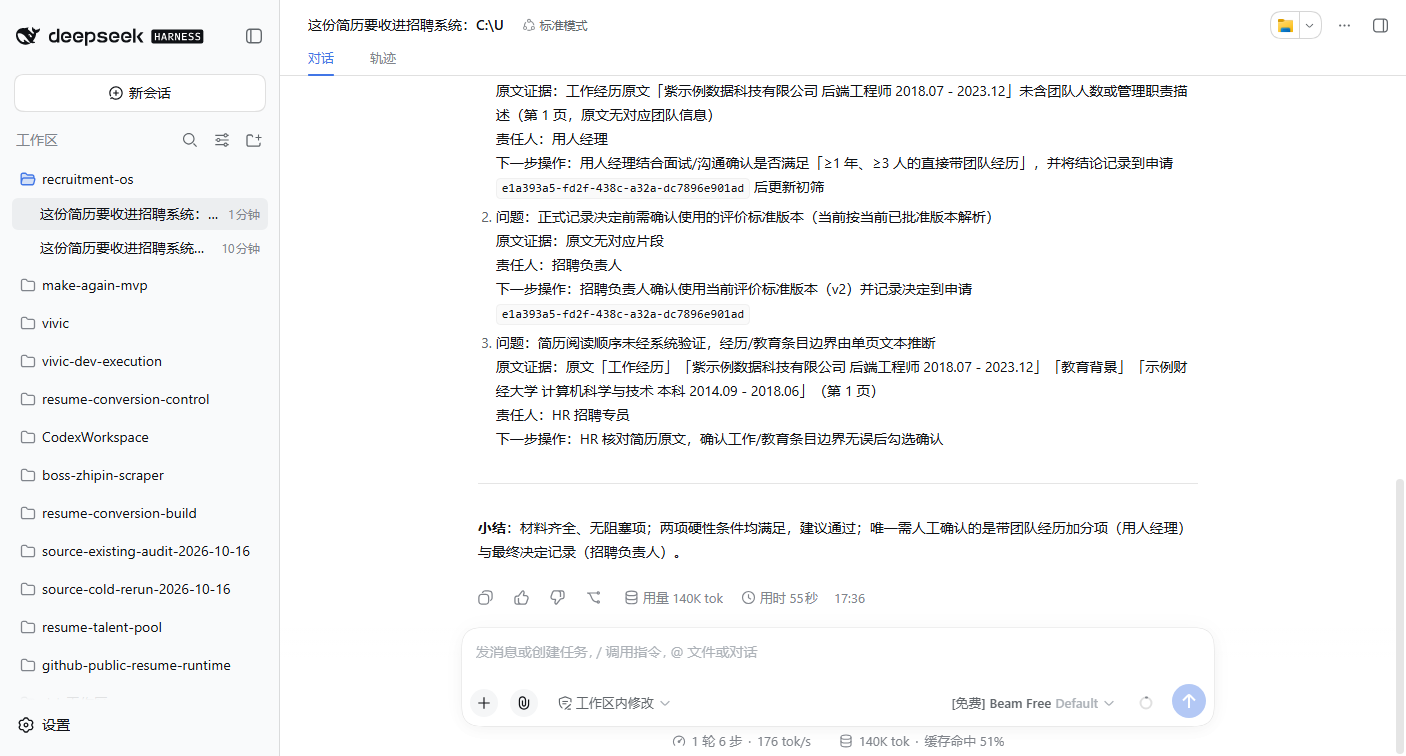 deepseek HARNESS
新会话
工作区
recruitment-os
这份简历要收进招聘系统：... 1分钟
这份简历要收进招聘系统... 10分钟
make-again-mvp
vivic
vivic-dev-execution
resume-conversion-control
CodexWorkspace
boss-zhipin-scraper
resume-conversion-build
source-existing-audit-2026-10-16
source-cold-rerun-2026-10-16
resume-talent-pool
github-public-resume-runtime
设置
这份简历要收进招聘系统：C:\U 标准模式
对话 轨迹
原文证据：工作经历原文「紫示例数据科技有限公司 后端工程师 2018.07 - 2023.12」未含团队人数或管理职责描
述（第 1 页，原文无对应团队信息）
责任人：用人经理
下一步操作：用人经理结合面试/沟通确认是否满足「≥1 年、≥3 人的直接带团队经历」，并将结论记录到申请
e1a393a5-fd2f-438c-a32a-dc7896e901ad 后更新初筛
2. 问题：正式记录决定前需确认使用的评价标准版本（当前按当前已批准版本解析）
原文证据：原文无对应片段
责任人：招聘负责人
下一步操作：招聘负责人确认使用当前评价标准版本（v2）并记录决定到申请
e1a393a5-fd2f-438c-a32a-dc7896e901ad
3. 问题：简历阅读顺序未经系统验证，经历/教育条目边界由单页文本推断
原文证据：原文「工作经历」「紫示例数据科技有限公司 后端工程师 2018.07 - 2023.12」「教育背景」「示例财
经大学 计算机科学与技术 本科 2014.09 - 2018.06」（第 1 页）
责任人：HR 招聘专员
下一步操作：HR 核对简历原文，确认工作/教育条目边界无误后勾选确认
小结：材料齐全、无阻塞项；两项硬性条件均满足，建议通过；唯一需人工确认的是带团队经历加分项（用人经理）
与最终决定记录（招聘负责人）。
用量 140K tok 用时 55秒 17:36
发消息或创建任务, / 调用指令, @ 文件或对话
工作区内修改 [免费] Beam Free Default
1 轮 6 步 · 176 tok/s 140K tok · 缓存命中 51%